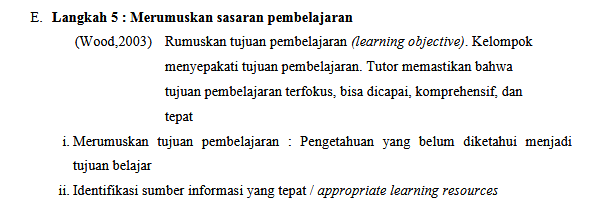 E. Langkah 5 : Merumuskan sasaran pembelajaran
(Wood,2003) Rumuskan tujuan pembelajaran (learning objective). Kelompok
menyepakati tujuan pembelajaran. Tutor memastikan bahwa
tujuan pembelajaran terfokus, bisa dicapai, komprehensif, dan
tepat
i. Merumuskan tujuan pembelajaran : Pengetahuan yang belum diketahui menjadi
tujuan belajar
ii. Identifikasi sumber informasi yang tepat / appropriate learning resources